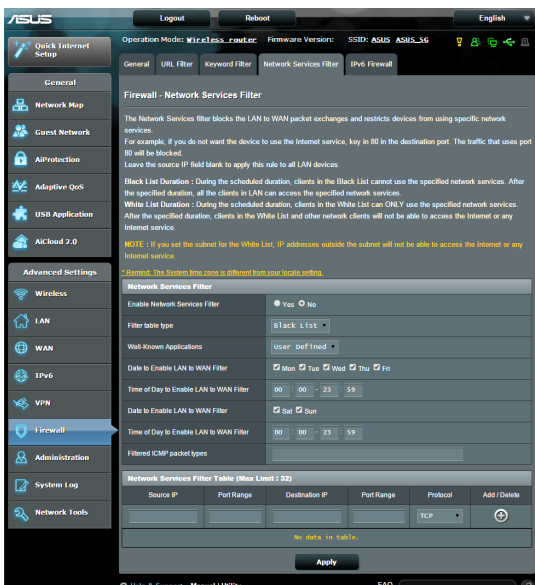 ASUS
Logout
Reboot
English
Quick Internet
Setup
Operation Mode: Wireless router Firmware Version: SSID: ASUS ASUS_5G
General
URL Filter
Keyword Filter
Network Services Filter
IPv6 Firewall
General
Network Map
Guest Network
AiProtection
Adaptive QoS
USB Application
AiCloud 2.0
Advanced Settings
Wireless
LAN
WAN
IPv6
VPN
Firewall
Administration
System Log
Network Tools
Firewall - Network Services Filter
The Network Services filter blocks the LAN to WAN packet exchanges and restricts devices from using specific network
services.
For example, if you do not want the device to use the Internet service, key in 80 in the destination port. The traffic that uses port
80 will be blocked.
Leave the source IP field blank to apply this rule to all LAN devices.
Black List Duration : During the scheduled duration, clients in the Black List cannot use the specified network services. After
the specified duration, all the clients in LAN can access the specified network services.
White List Duration : During the scheduled duration, clients in the White List can ONLY use the specified network services.
After the specified duration, clients in the White List and other network clients will not be able to access the Internet or any
Internet service.
NOTE : If you set the subnet for the White List, IP addresses outside the subnet will not be able to access the Internet or any
Internet service.
* Remind: The System time zone is different from your locale setting.
Network Services Filter
Enable Network Services Filter Yes No
Filter table type Black List
Well-Known Applications User Defined
Date to Enable LAN to WAN Filter Mon Tue Wed Thu Fri
Time of Day to Enable LAN to WAN Filter 00 : 00 - 23 : 59
Date to Enable LAN to WAN Filter Sat Sun
Time of Day to Enable LAN to WAN Filter 00 : 00 - 23 : 59
Filtered ICMP packet types
Network Services Filter Table (Max Limit : 32)
Source IP Port Range Destination IP Port Range Protocol Add / Delete
TCP
No data in table.
Apply
Help & Support Manual | Utility FAQ